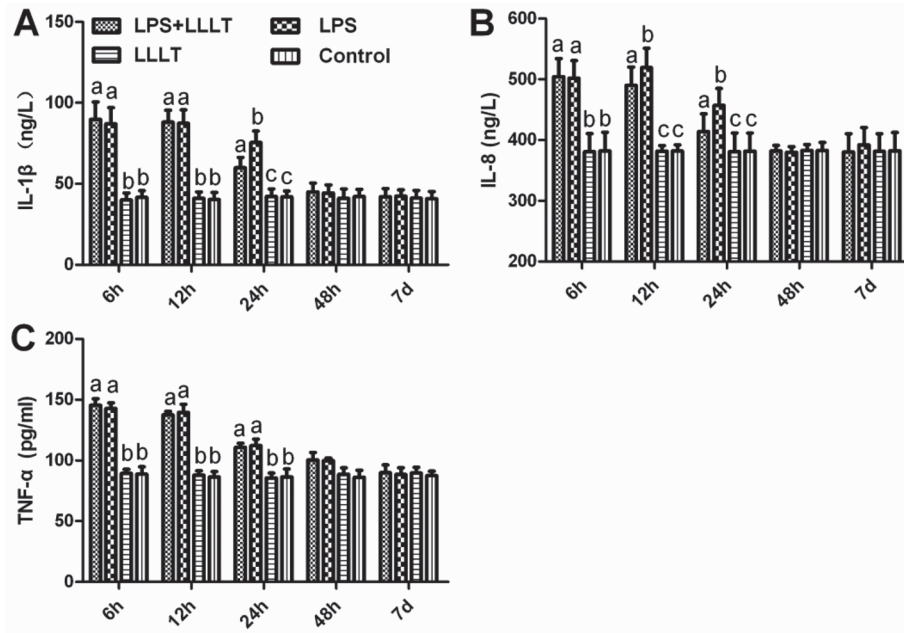 A
LPS+LLLT LPS
LLLT Control
IL-1β (ng/L)
150
100
50
0
a a b b
a a b b
a b c c
6h 12h 24h 48h 7d
B
IL-8 (ng/L)
600
500
400
300
200
a a b b
a b c c
a b c c
6h 12h 24h 48h 7d
C
TNF-α (pg/ml)
200
150
100
50
0
a a b b
a a b b
a a b b
6h 12h 24h 48h 7d